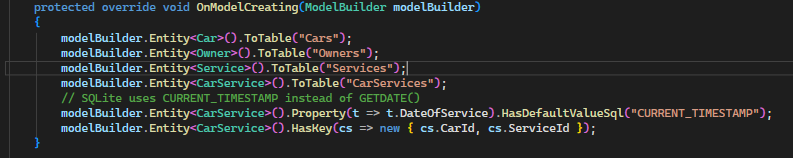 protected override void OnModelCreating(ModelBuilder modelBuilder)
{
modelBuilder.Entity<Car>().ToTable("Cars");
modelBuilder.Entity<Owner>().ToTable("Owners");
modelBuilder.Entity<Service>().ToTable("Services");
modelBuilder.Entity<CarService>().ToTable("CarServices");
// SQLite uses CURRENT_TIMESTAMP instead of GETDATE()
modelBuilder.Entity<CarService>().Property(t => t.DateOfService).HasDefaultValueSql("CURRENT_TIMESTAMP");
modelBuilder.Entity<CarService>().HasKey(cs => new { cs.CarId, cs.ServiceId });
}